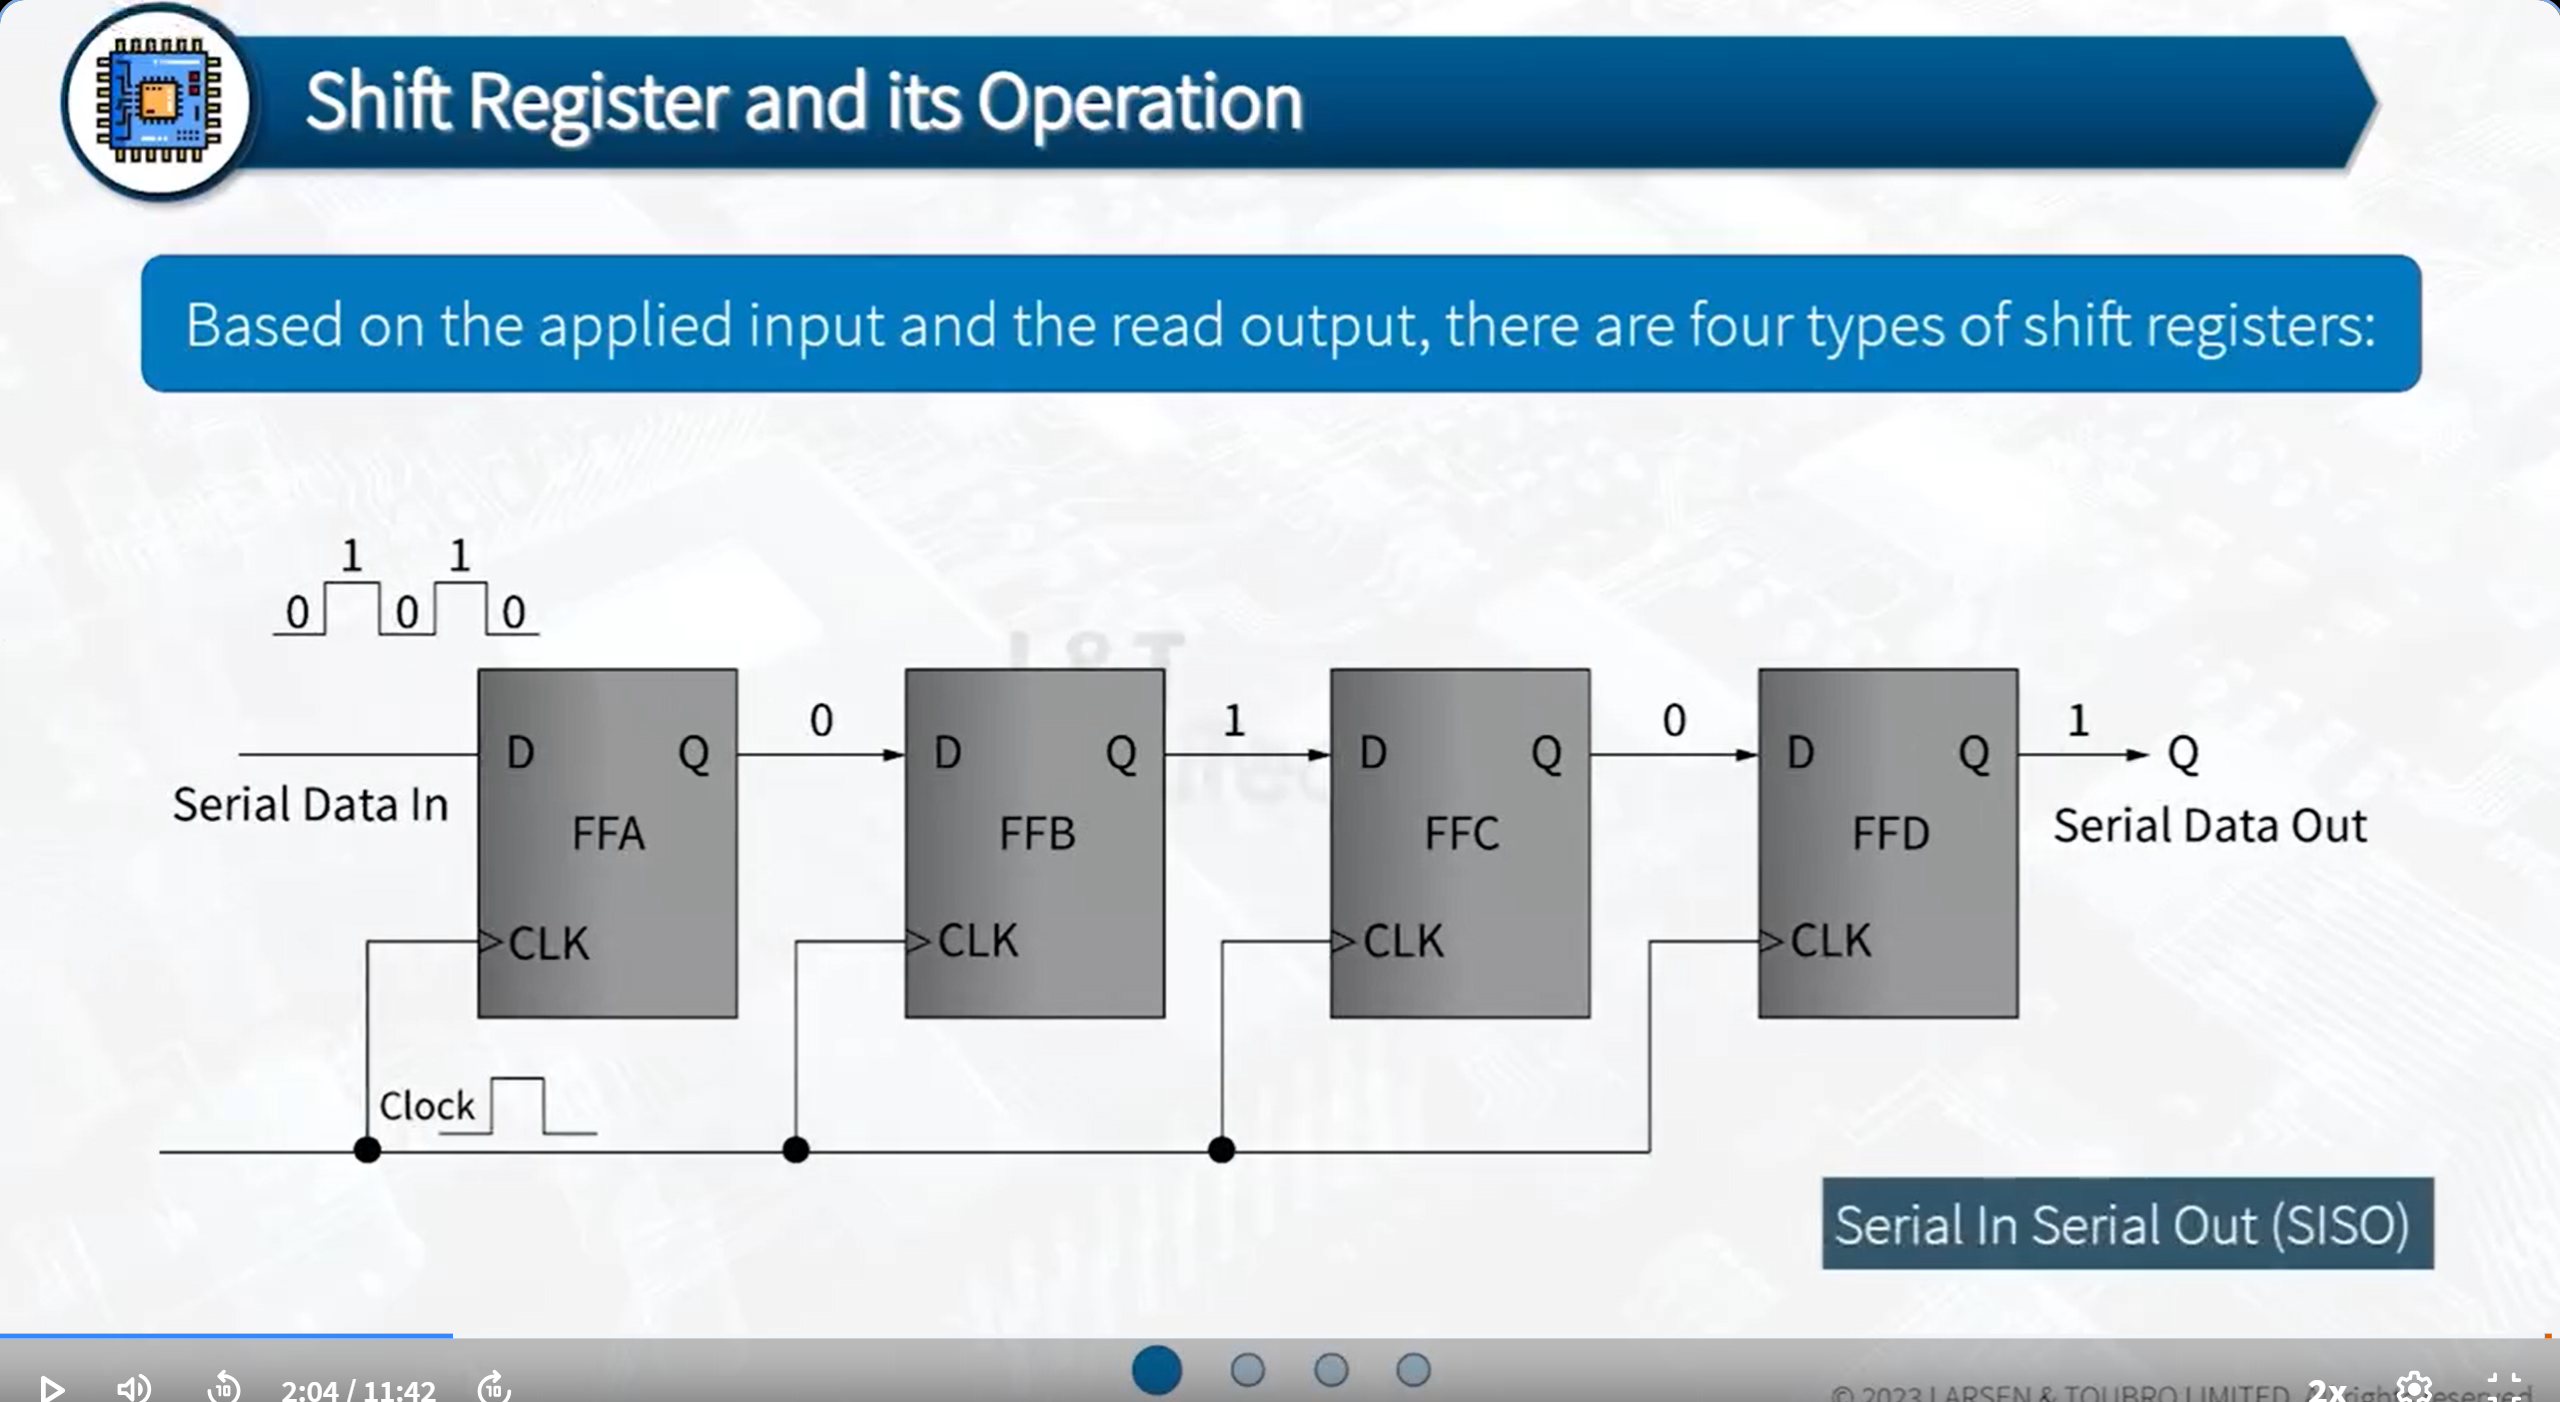 Shift Register and its Operation
Based on the applied input and the read output, there are four types of shift registers:
1 1
0 0 0
0 1 0 1
D Q D Q D Q D Q Q
Serial Data In
Serial Data Out
FFA FFB FFC FFD
CLK CLK CLK CLK
Clock
Serial In Serial Out (SISO)
L&T
10 2:04 / 11:42 10
2x
© 2023 LARSEN & TOUBRO LIMITED. All rights reserved